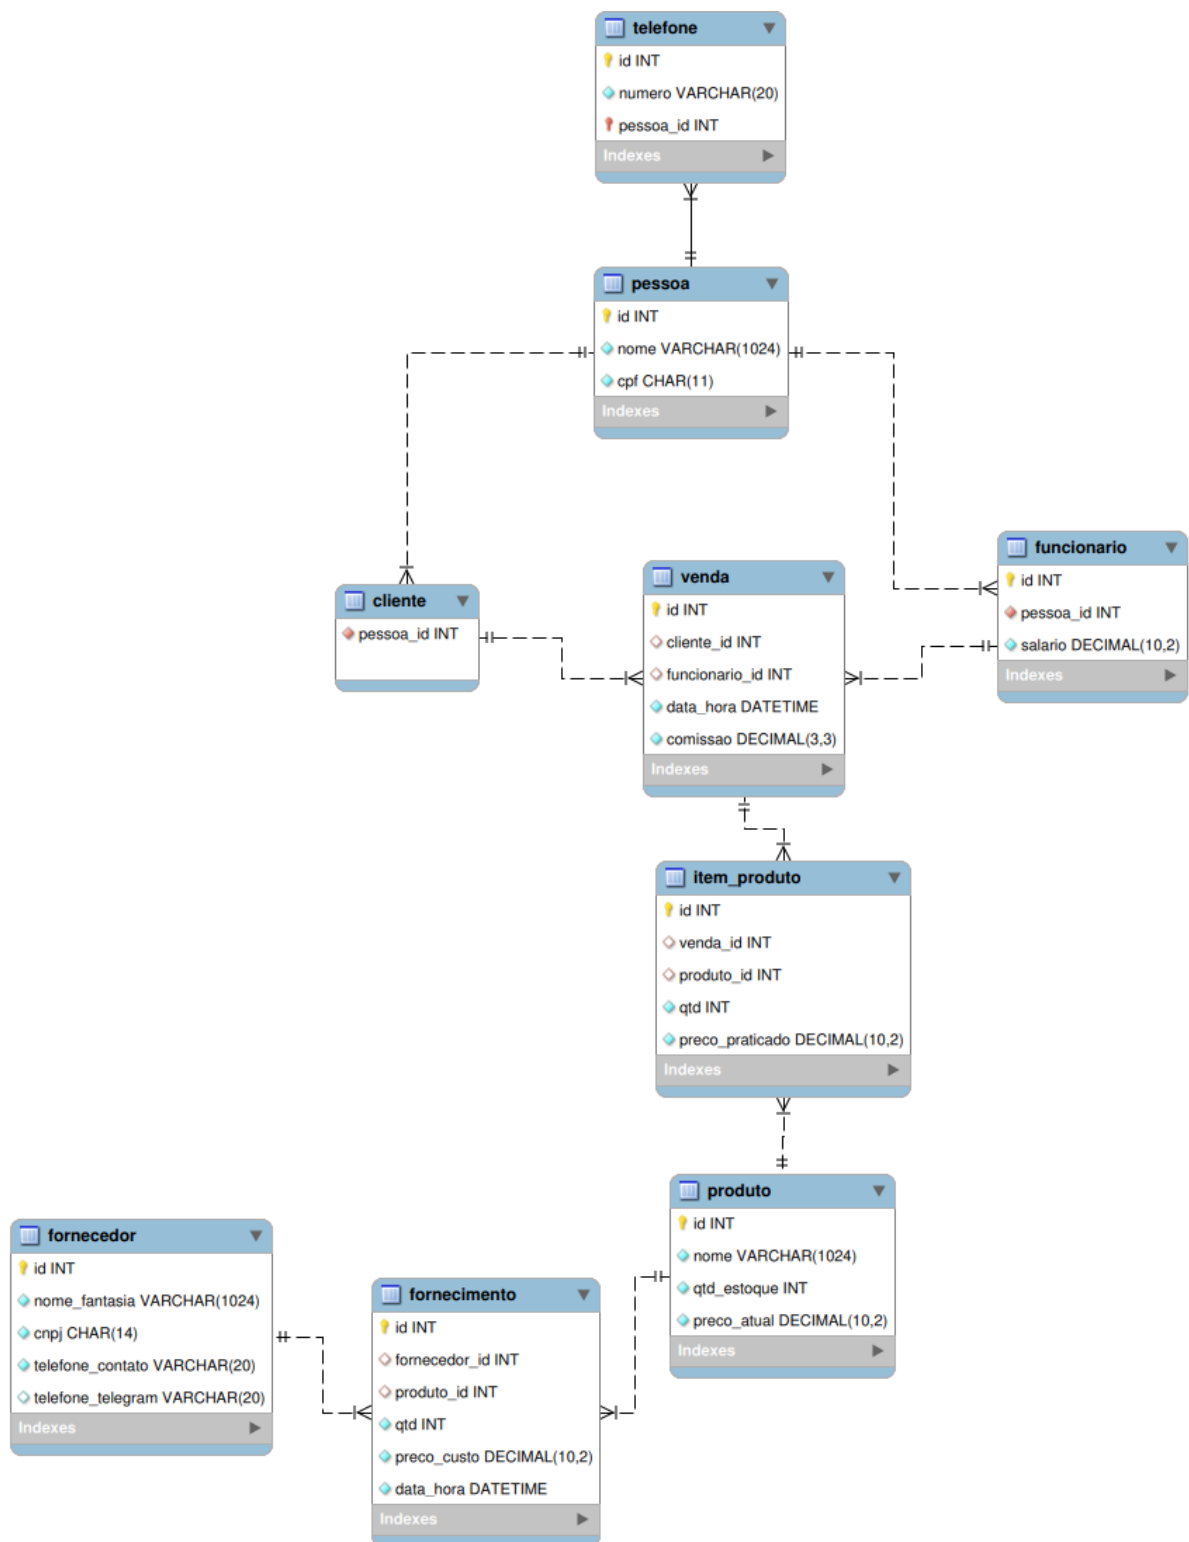 telefone
id INT
numero VARCHAR(20)
pessoa_id INT
Indexes
pessoa
id INT
nome VARCHAR(1024)
cpf CHAR(11)
Indexes
funcionario
id INT
pessoa_id INT
salario DECIMAL(10,2)
Indexes
cliente
pessoa_id INT
venda
id INT
cliente_id INT
funcionario_id INT
data_hora DATETIME
comissao DECIMAL(3,3)
Indexes
item_produto
id INT
venda_id INT
produto_id INT
qtd INT
preco_praticado DECIMAL(10,2)
Indexes
produto
id INT
nome VARCHAR(1024)
qtd_estoque INT
preco_atual DECIMAL(10,2)
Indexes
fornecedor
id INT
nome_fantasia VARCHAR(1024)
cnpj CHAR(14)
telefone_contato VARCHAR(20)
telefone_telegram VARCHAR(20)
Indexes
fornecimento
id INT
fornecedor_id INT
produto_id INT
qtd INT
preco_custo DECIMAL(10,2)
data_hora DATETIME
Indexes